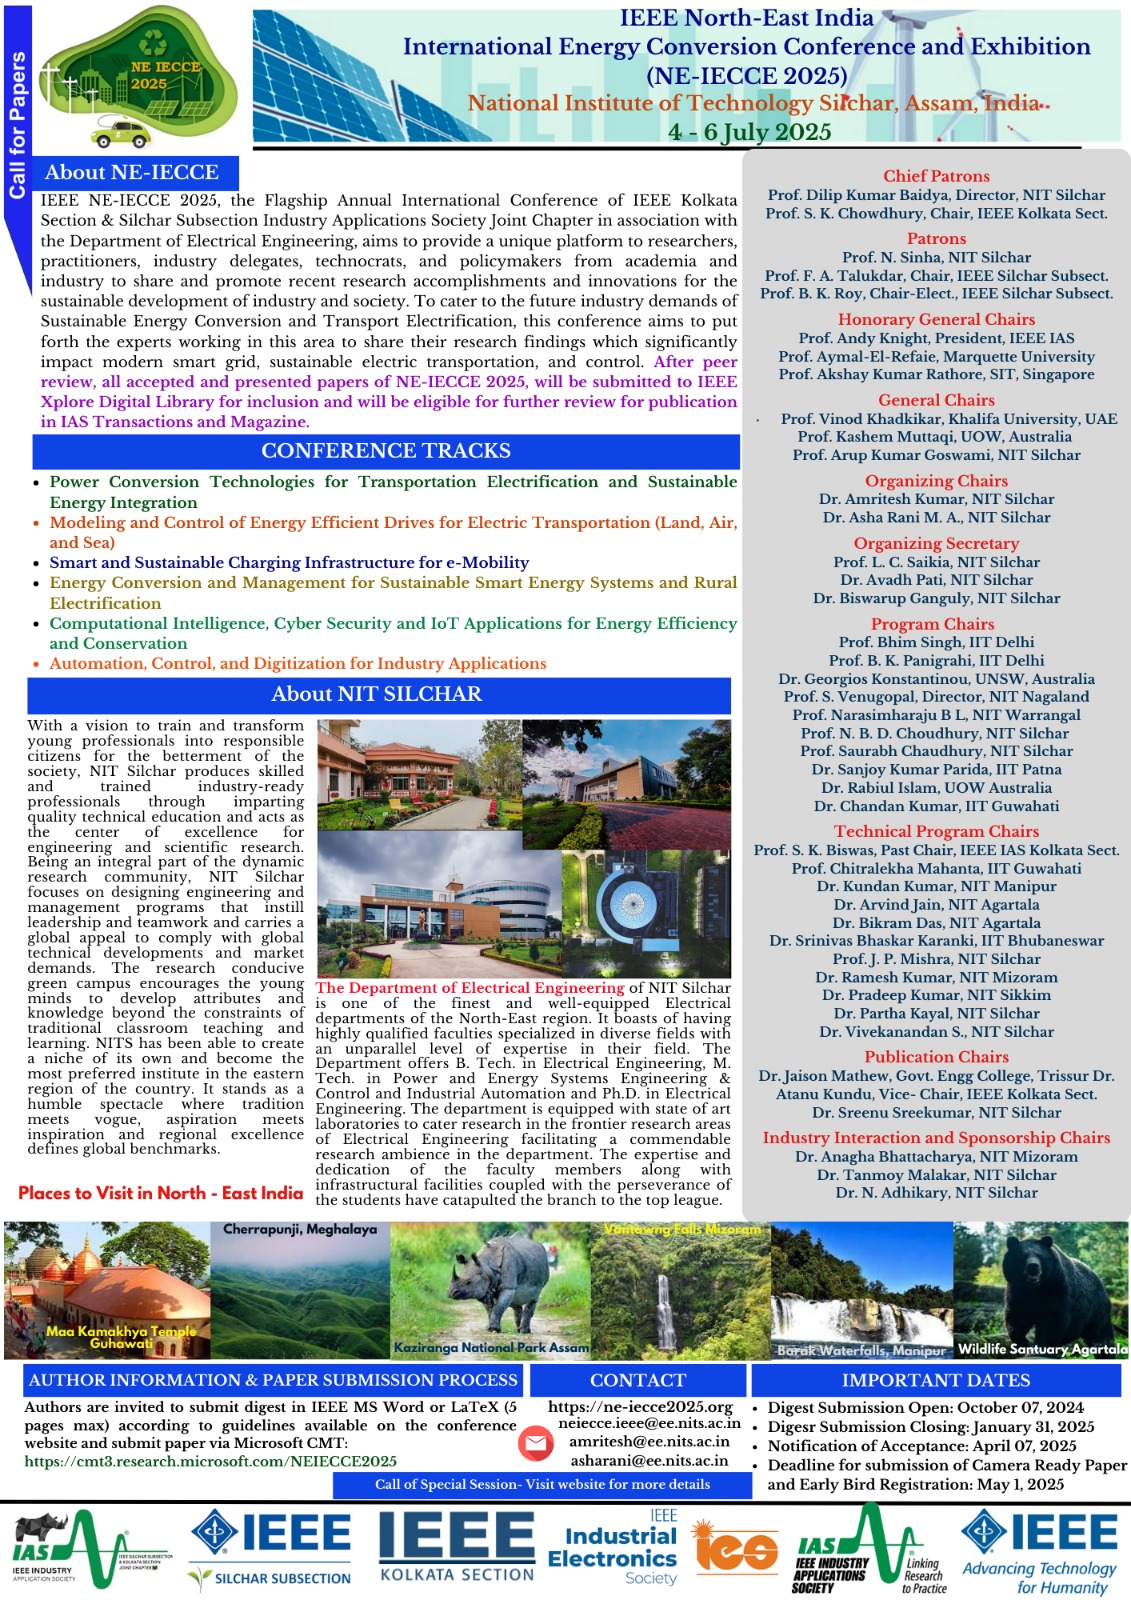 Call for Papers
NE IECCE
2025
IEEE North-East India
International Energy Conversion Conference and Exhibition
(NE-IECCE 2025)
National Institute of Technology Silchar, Assam, India
4 - 6 July 2025
About NE-IECCE
IEEE NE-IECCE 2025, the Flagship Annual International Conference of IEEE Kolkata
Section & Silchar Subsection Industry Applications Society Joint Chapter in association with
the Department of Electrical Engineering, aims to provide a unique platform to researchers,
practitioners, industry delegates, technocrats, and policymakers from academia and
industry to share and promote recent research accomplishments and innovations for the
sustainable development of industry and society. To cater to the future industry demands of
Sustainable Energy Conversion and Transport Electrification, this conference aims to put
forth the experts working in this area to share their research findings which significantly
impact modern smart grid, sustainable electric transportation, and control. After peer
review, all accepted and presented papers of NE-IECCE 2025, will be submitted to IEEE
Xplore Digital Library for inclusion and will be eligible for further review for publication
in IAS Transactions and Magazine.
CONFERENCE TRACKS
• Power Conversion Technologies for Transportation Electrification and Sustainable
Energy Integration
• Modeling and Control of Energy Efficient Drives for Electric Transportation (Land, Air,
and Sea)
• Smart and Sustainable Charging Infrastructure for e-Mobility
• Energy Conversion and Management for Sustainable Smart Energy Systems and Rural
Electrification
• Computational Intelligence, Cyber Security and IoT Applications for Energy Efficiency
and Conservation
• Automation, Control, and Digitization for Industry Applications
About NIT SILCHAR
With a vision to train and transform
young professionals into responsible
citizens for the betterment of the
society, NIT Silchar produces skilled
and trained industry-ready
professionals through imparting
quality technical education and acts as
the center of excellence for
engineering and scientific research.
Being an integral part of the dynamic
research community, NIT Silchar
focuses on designing engineering and
management programs that instill
leadership and teamwork and carries a
global appeal to comply with global
technical developments and market
demands. The research conducive
green campus encourages the young
minds to develop attributes and
knowledge beyond the constraints of
traditional classroom teaching and
learning. NITS has been able to create
a niche of its own and become the
most preferred institute in the eastern
region of the country. It stands as a
humble spectacle where tradition
meets vogue, aspiration meets
inspiration and regional excellence
defines global benchmarks.
The Department of Electrical Engineering of NIT Silchar
is one of the finest and well-equipped Electrical
departments of the North-East region. It boasts of having
highly qualified faculties specialized in diverse fields with
an unparallel level of expertise in their field. The
Department offers B. Tech. in Electrical Engineering, M.
Tech. in Power and Energy Systems Engineering &
Control and Industrial Automation and Ph.D. in Electrical
Engineering. The department is equipped with state of art
laboratories to cater research in the frontier research areas
of Electrical Engineering facilitating a commendable
research ambience in the department. The expertise and
dedication of the faculty members along with
infrastructural facilities coupled with the perseverance of
the students have catapulted the branch to the top league.
Chief Patrons
Prof. Dilip Kumar Baidya, Director, NIT Silchar
Prof. S. K. Chowdhury, Chair, IEEE Kolkata Sect.
Patrons
Prof. N. Sinha, NIT Silchar
Prof. F. A. Talukdar, Chair, IEEE Silchar Subsect.
Prof. B. K. Roy, Chair-Elect., IEEE Silchar Subsect.
Honorary General Chairs
Prof. Andy Knight, President, IEEE IAS
Prof. Aymal-El-Refaie, Marquette University
Prof. Akshay Kumar Rathore, SIT, Singapore
General Chairs
· Prof. Vinod Khadkikar, Khalifa University, UAE
Prof. Kashem Muttaqi, UOW, Australia
Prof. Arup Kumar Goswami, NIT Silchar
Organizing Chairs
Dr. Amritesh Kumar, NIT Silchar
Dr. Asha Rani M. A., NIT Silchar
Organizing Secretary
Prof. L. C. Saikia, NIT Silchar
Dr. Avadh Pati, NIT Silchar
Dr. Biswarup Ganguly, NIT Silchar
Program Chairs
Prof. Bhim Singh, IIT Delhi
Prof. B. K. Panigrahi, IIT Delhi
Dr. Georgios Konstantinou, UNSW, Australia
Prof. S. Venugopal, Director, NIT Nagaland
Prof. Narasimharaju B L, NIT Warrangal
Prof. N. B. D. Choudhury, NIT Silchar
Prof. Saurabh Chaudhury, NIT Silchar
Dr. Sanjoy Kumar Parida, IIT Patna
Dr. Rabiul Islam, UOW Australia
Dr. Chandan Kumar, IIT Guwahati
Technical Program Chairs
Prof. S. K. Biswas, Past Chair, IEEE IAS Kolkata Sect.
Prof. Chitralekha Mahanta, IIT Guwahati
Dr. Kundan Kumar, NIT Manipur
Dr. Arvind Jain, NIT Agartala
Dr. Bikram Das, NIT Agartala
Dr. Srinivas Bhaskar Karanki, IIT Bhubaneswar
Prof. J. P. Mishra, NIT Silchar
Dr. Ramesh Kumar, NIT Mizoram
Dr. Pradeep Kumar, NIT Sikkim
Dr. Partha Kayal, NIT Silchar
Dr. Vivekanandan S., NIT Silchar
Publication Chairs
Dr. Jaison Mathew, Govt. Engg College, Trissur Dr.
Atanu Kundu, Vice- Chair, IEEE Kolkata Sect.
Dr. Sreenu Sreekumar, NIT Silchar
Industry Interaction and Sponsorship Chairs
Dr. Anagha Bhattacharya, NIT Mizoram
Dr. Tanmoy Malakar, NIT Silchar
Dr. N. Adhikary, NIT Silchar
Places to Visit in North - East India
Maa Kamakhya Temple
Guhawati
Cherrapunji, Meghalaya
Kaziranga National Park Assam
Vantawng Falls Mizoram
Barak Waterfalls, Manipur
Wildlife Santuary Agartala
AUTHOR INFORMATION & PAPER SUBMISSION PROCESS
Authors are invited to submit digest in IEEE MS Word or LaTeX (5
pages max) according to guidelines available on the conference
website and submit paper via Microsoft CMT:
https://cmt3.research.microsoft.com/NEIECCE2025
CONTACT
https://ne-iecce2025.org
neiecce.ieee@ee.nits.ac.in
amritesh@ee.nits.ac.in
asharani@ee.nits.ac.in
Call of Special Session- Visit website for more details
IMPORTANT DATES
• Digest Submission Open: October 07, 2024
• Digesr Submission Closing: January 31, 2025
• Notification of Acceptance: April 07, 2025
• Deadline for submission of Camera Ready Paper
and Early Bird Registration: May 1, 2025
IAS
IEEE INDUSTRY
APPLICATION SOCIETY
IEEE SILCHAR SUBSECTION
& KOLKATA SECTION
JOINT CHAPTER
IEEE
SILCHAR SUBSECTION
IEEE
KOLKATA SECTION
IEEE
Industrial
Electronics
Society
ies
IAS
IEEE INDUSTRY
APPLICATIONS
SOCIETY
Linking
Research
to Practice
IEEE
Advancing Technology
for Humanity